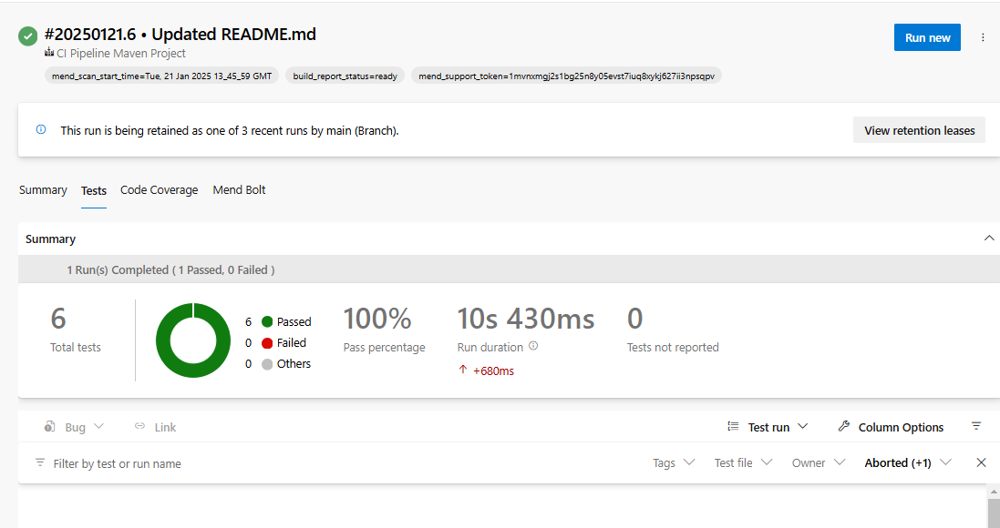 #20250121.6 • Updated README.md
Run new
CI Pipeline Maven Project
mend_scan_start_time=Tue, 21 Jan 2025 13_45_59 GMT build_report_status=ready mend_support_token=1mvnxmgj2s1bg25n8y05evst7iuq8xykj627ii3npsqpv
This run is being retained as one of 3 recent runs by main (Branch).
View retention leases
Summary Tests Code Coverage Mend Bolt
Summary
1 Run(s) Completed ( 1 Passed, 0 Failed )
6
Total tests
6 Passed
0 Failed
0 Others
100%
Pass percentage
10s 430ms
Run duration
+680ms
0
Tests not reported
Bug Link Test run Column Options
Filter by test or run name Tags Test file Owner Aborted (+1)